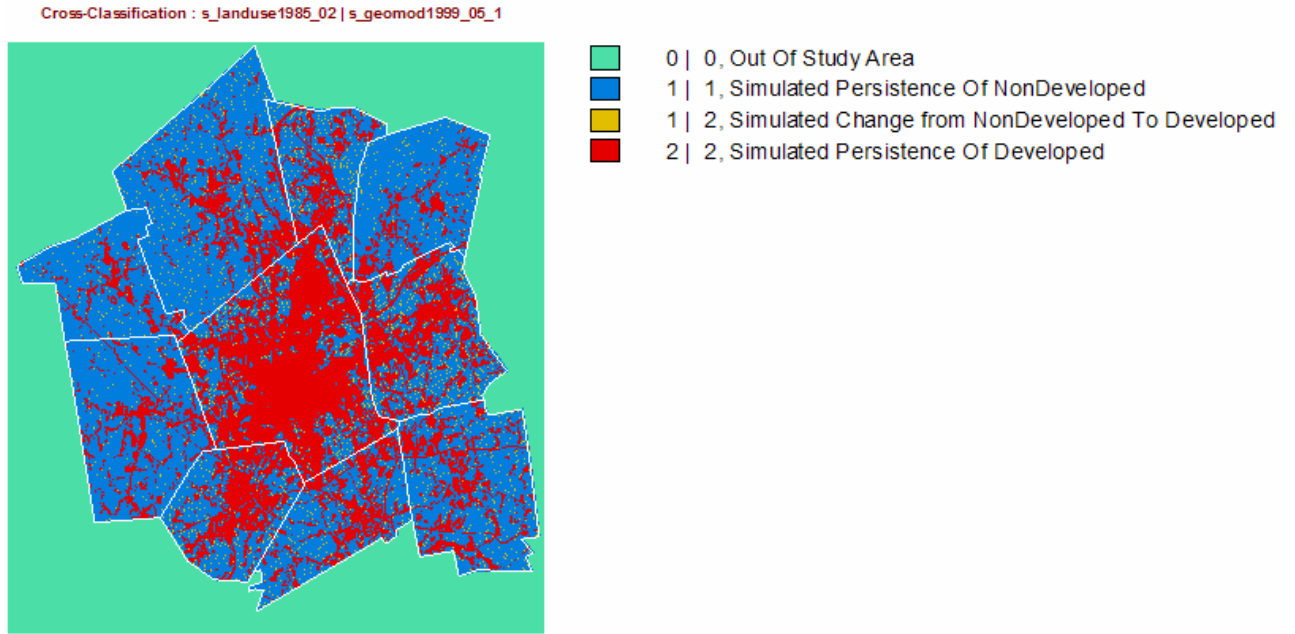 Cross-Classification : s_landuse1985_02 | s_geomod1999_05_1
0 | 0, Out Of Study Area
1 | 1, Simulated Persistence Of NonDeveloped
1 | 2, Simulated Change from NonDeveloped To Developed
2 | 2, Simulated Persistence Of Developed